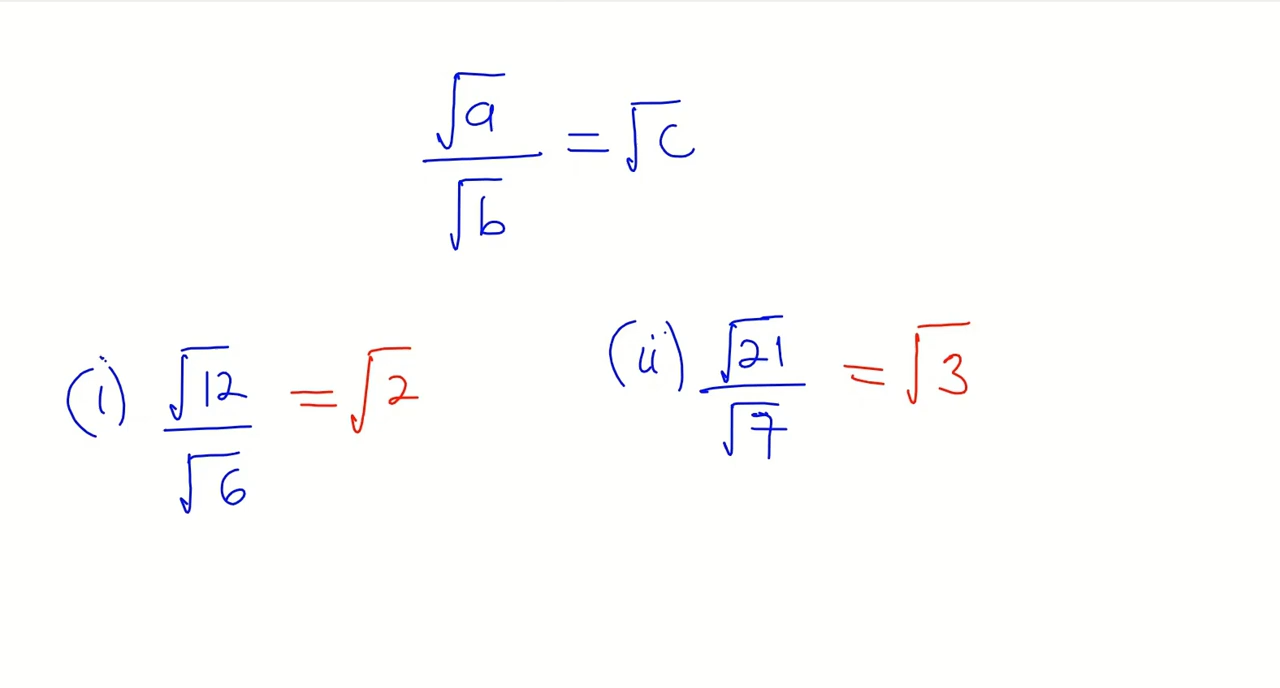 √a/√b = √c
(i) √12/√6 = √2
(ii) √21/√7 = √3